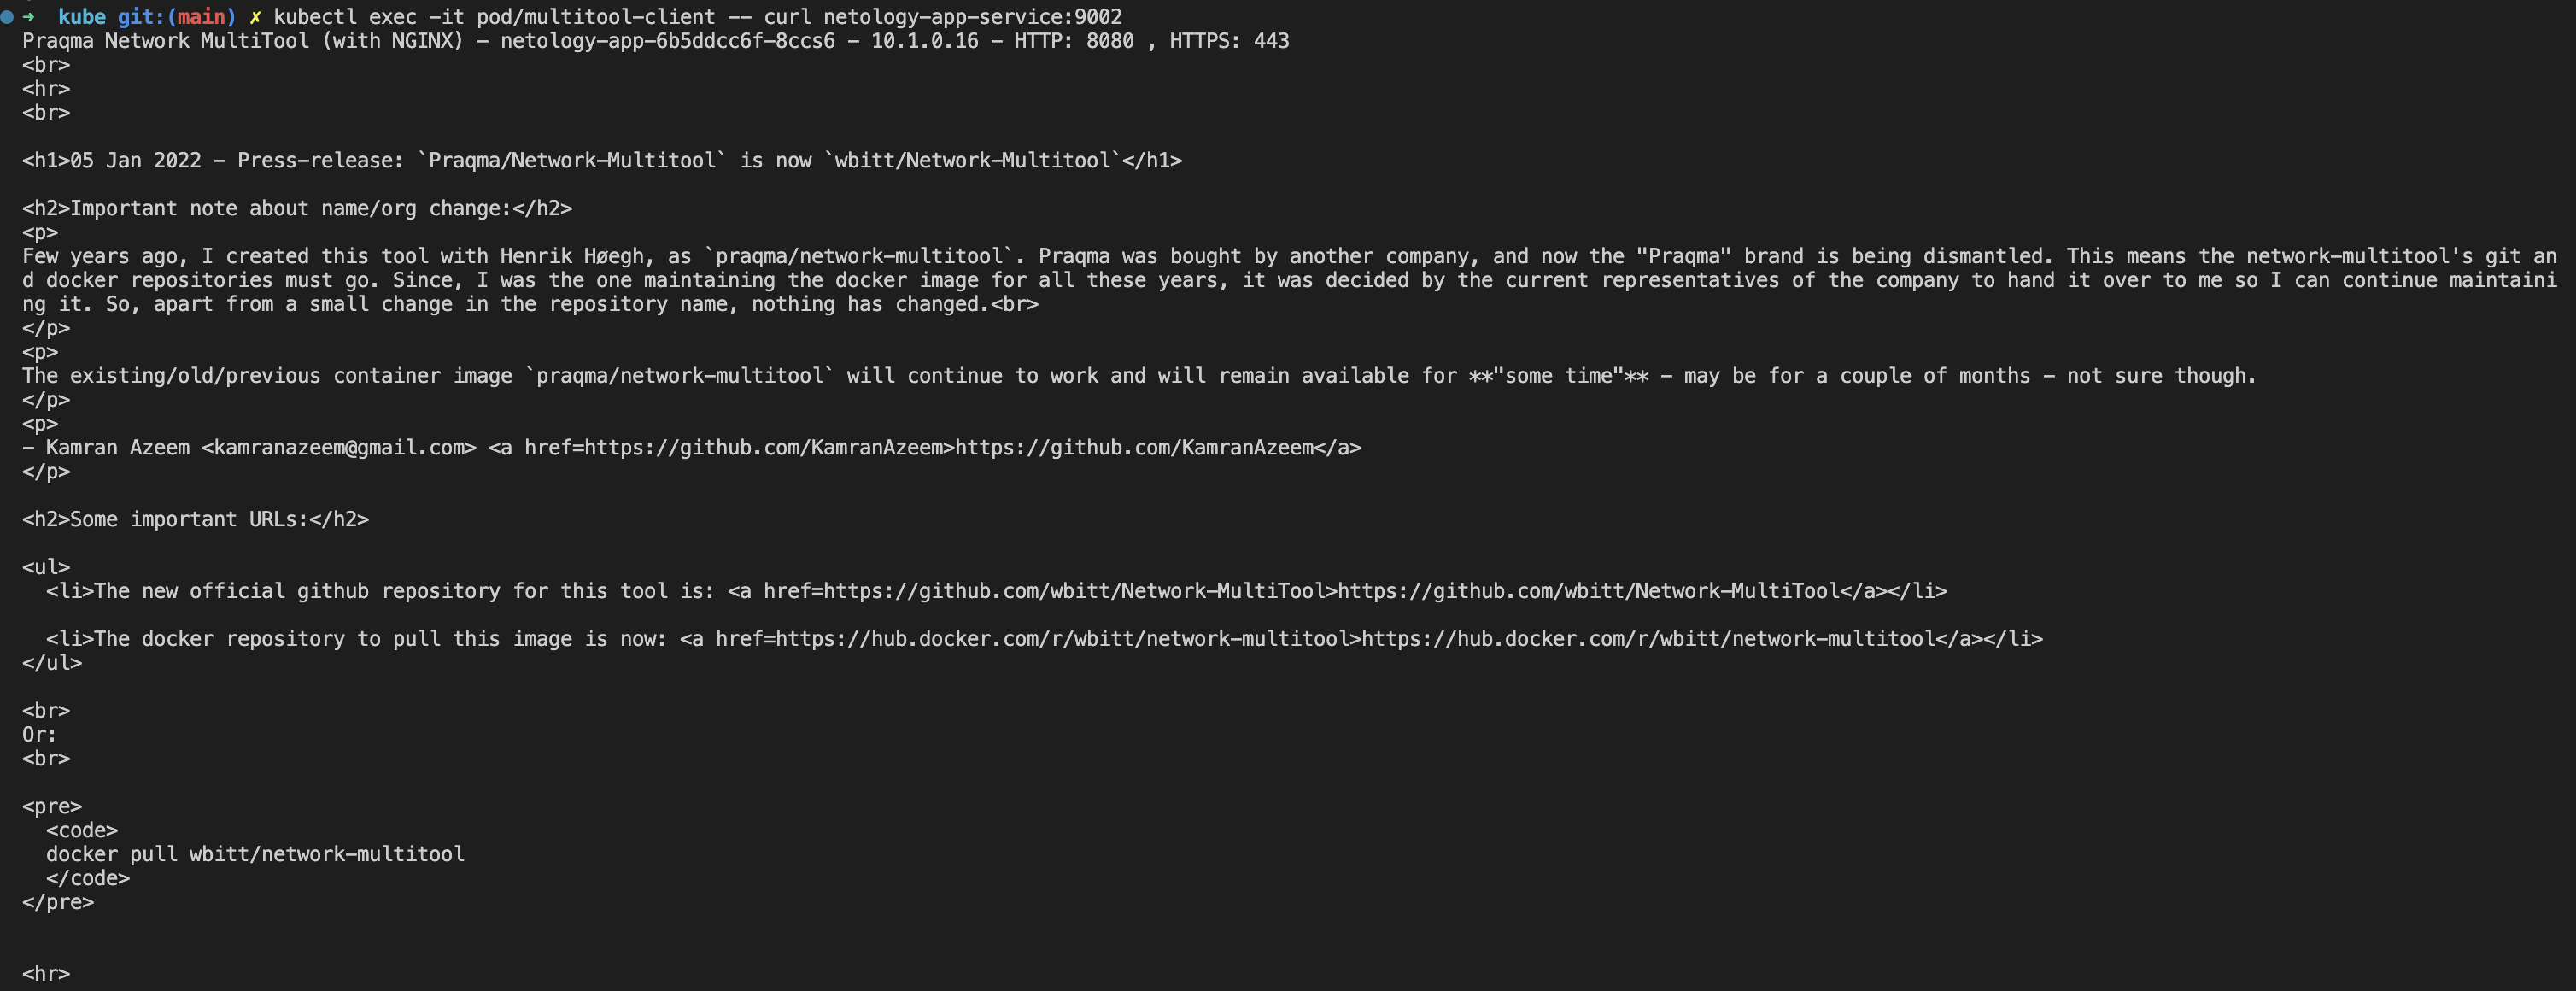 ➜  kube git:(main) ✗ kubectl exec -it pod/multitool-client -- curl netology-app-service:9002
Praqma Network MultiTool (with NGINX) - netology-app-6b5ddcc6f-8ccs6 - 10.1.0.16 - HTTP: 8080 , HTTPS: 443
<br>
<hr>
<br>

<h1>05 Jan 2022 - Press-release: `Praqma/Network-Multitool` is now `wbitt/Network-Multitool`</h1>

<h2>Important note about name/org change:</h2>
<p>
Few years ago, I created this tool with Henrik Høegh, as `praqma/network-multitool`. Praqma was bought by another company, and now the "Praqma" brand is being dismantled. This means the network-multitool's git an
d docker repositories must go. Since, I was the one maintaining the docker image for all these years, it was decided by the current representatives of the company to hand it over to me so I can continue maintaini
ng it. So, apart from a small change in the repository name, nothing has changed.<br>
</p>
<p>
The existing/old/previous container image `praqma/network-multitool` will continue to work and will remain available for **"some time"** - may be for a couple of months - not sure though.
</p>
<p>
- Kamran Azeem <kamranazeem@gmail.com> <a href=https://github.com/KamranAzeem>https://github.com/KamranAzeem</a>
</p>

<h2>Some important URLs:</h2>

<ul>
  <li>The new official github repository for this tool is: <a href=https://github.com/wbitt/Network-MultiTool>https://github.com/wbitt/Network-MultiTool</a></li>

  <li>The docker repository to pull this image is now: <a href=https://hub.docker.com/r/wbitt/network-multitool>https://hub.docker.com/r/wbitt/network-multitool</a></li>
</ul>

<br>
Or:
<br>

<pre>
  <code>
  docker pull wbitt/network-multitool
  </code>
</pre>


<hr>